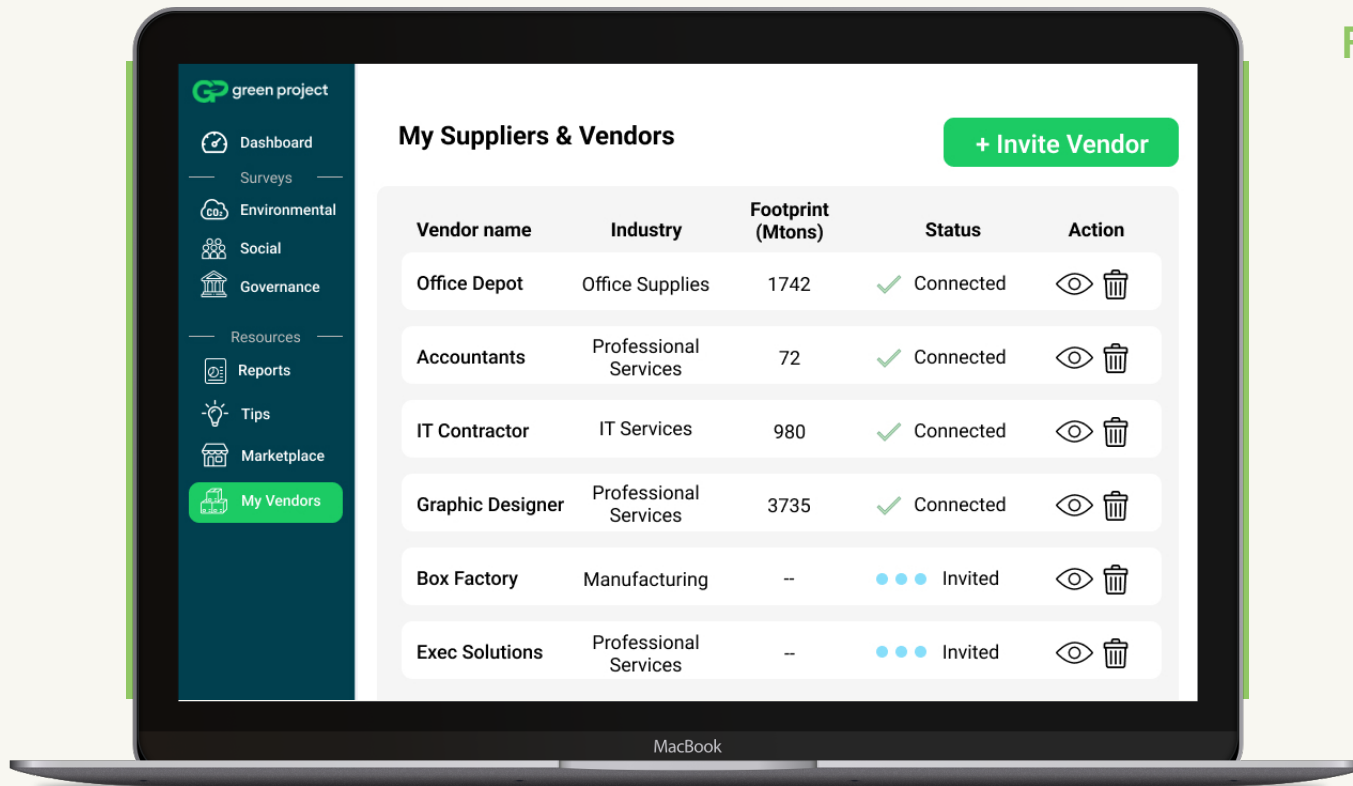 F
green project
Dashboard
Surveys
CO₂
Environmental
Social
Governance
Resources
Reports
Tips
Marketplace
My Vendors
My Suppliers & Vendors
+ Invite Vendor
Vendor name Industry Footprint (Mtons) Status Action
Office Depot Office Supplies 1742 Connected
Accountants Professional Services 72 Connected
IT Contractor IT Services 980 Connected
Graphic Designer Professional Services 3735 Connected
Box Factory Manufacturing -- Invited
Exec Solutions Professional Services -- Invited
MacBook